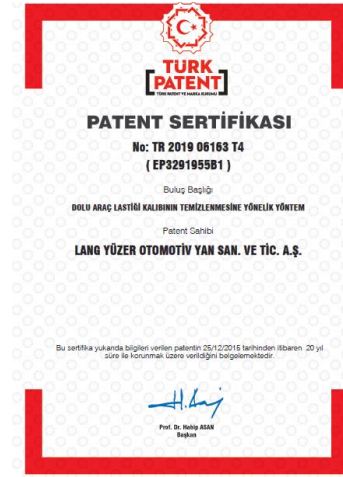 TÜRK
PATENT
TÜRK PATENT VE MARKA KURUMU
PATENT SERTİFİKASI
No: TR 2019 06163 T4
( EP3291955B1 )
Buluş Başlığı
DOLU ARAÇ LASTİĞİ KALIBININ TEMİZLENMESİNE YÖNELİK YÖNTEM
Patent Sahibi
LANG YÜZER OTOMOTİV YAN SAN. VE TİC. A.Ş.
Bu sertifika yukarıda bilgileri verilen patentin 25/12/2015 tarihinden itibaren 20 yıl
süre ile korunmak üzere verildiğini belgelemektedir.
Prof. Dr. Habip ASAN
Başkan